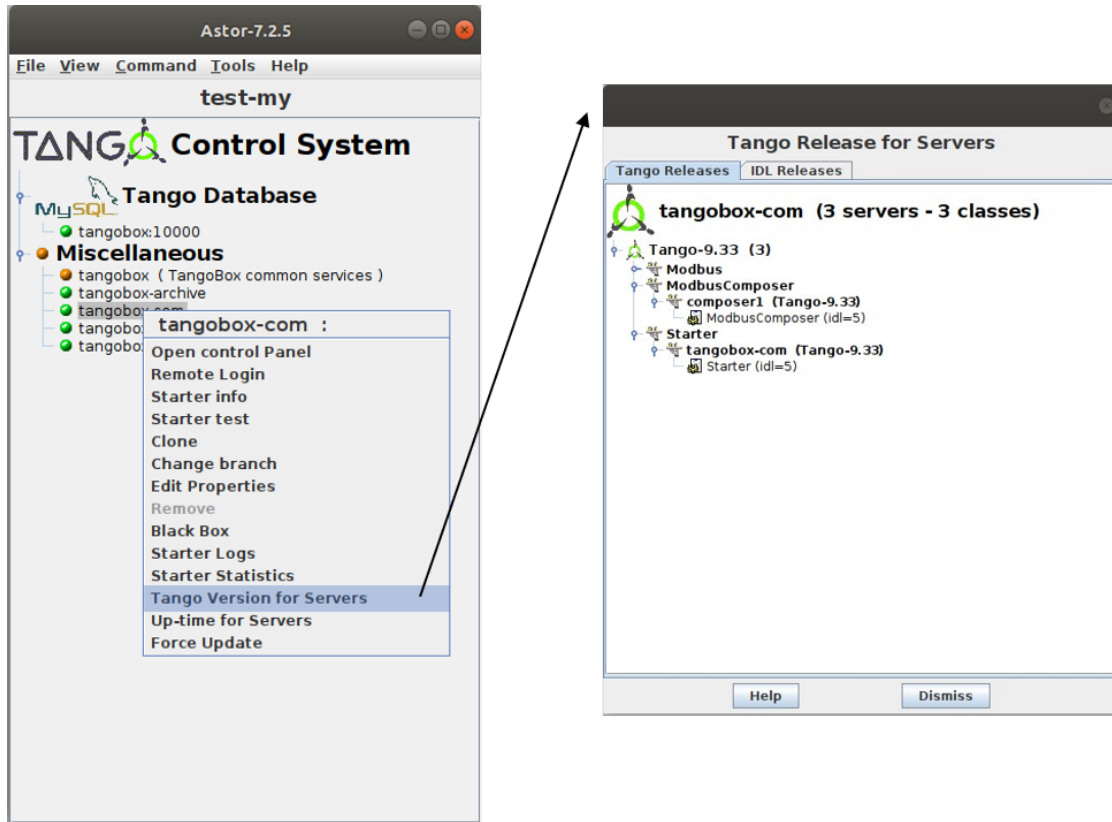 Astor-7.2.5
File View Command Tools Help
test-my
TANGO Control System
MySQL Tango Database
tangobox:10000
Miscellaneous
tangobox ( TangoBox common services )
tangobox-archive
tangobox-com
tangobo
tangobo
tangobox-com :
Open control Panel
Remote Login
Starter info
Starter test
Clone
Change branch
Edit Properties
Remove
Black Box
Starter Logs
Starter Statistics
Tango Version for Servers
Up-time for Servers
Force Update
Tango Release for Servers
Tango Releases IDL Releases
tangobox-com (3 servers - 3 classes)
Tango-9.33 (3)
Modbus
ModbusComposer
composer1 (Tango-9.33)
ModbusComposer (idl=5)
Starter
tangobox-com (Tango-9.33)
Starter (idl=5)
Help Dismiss